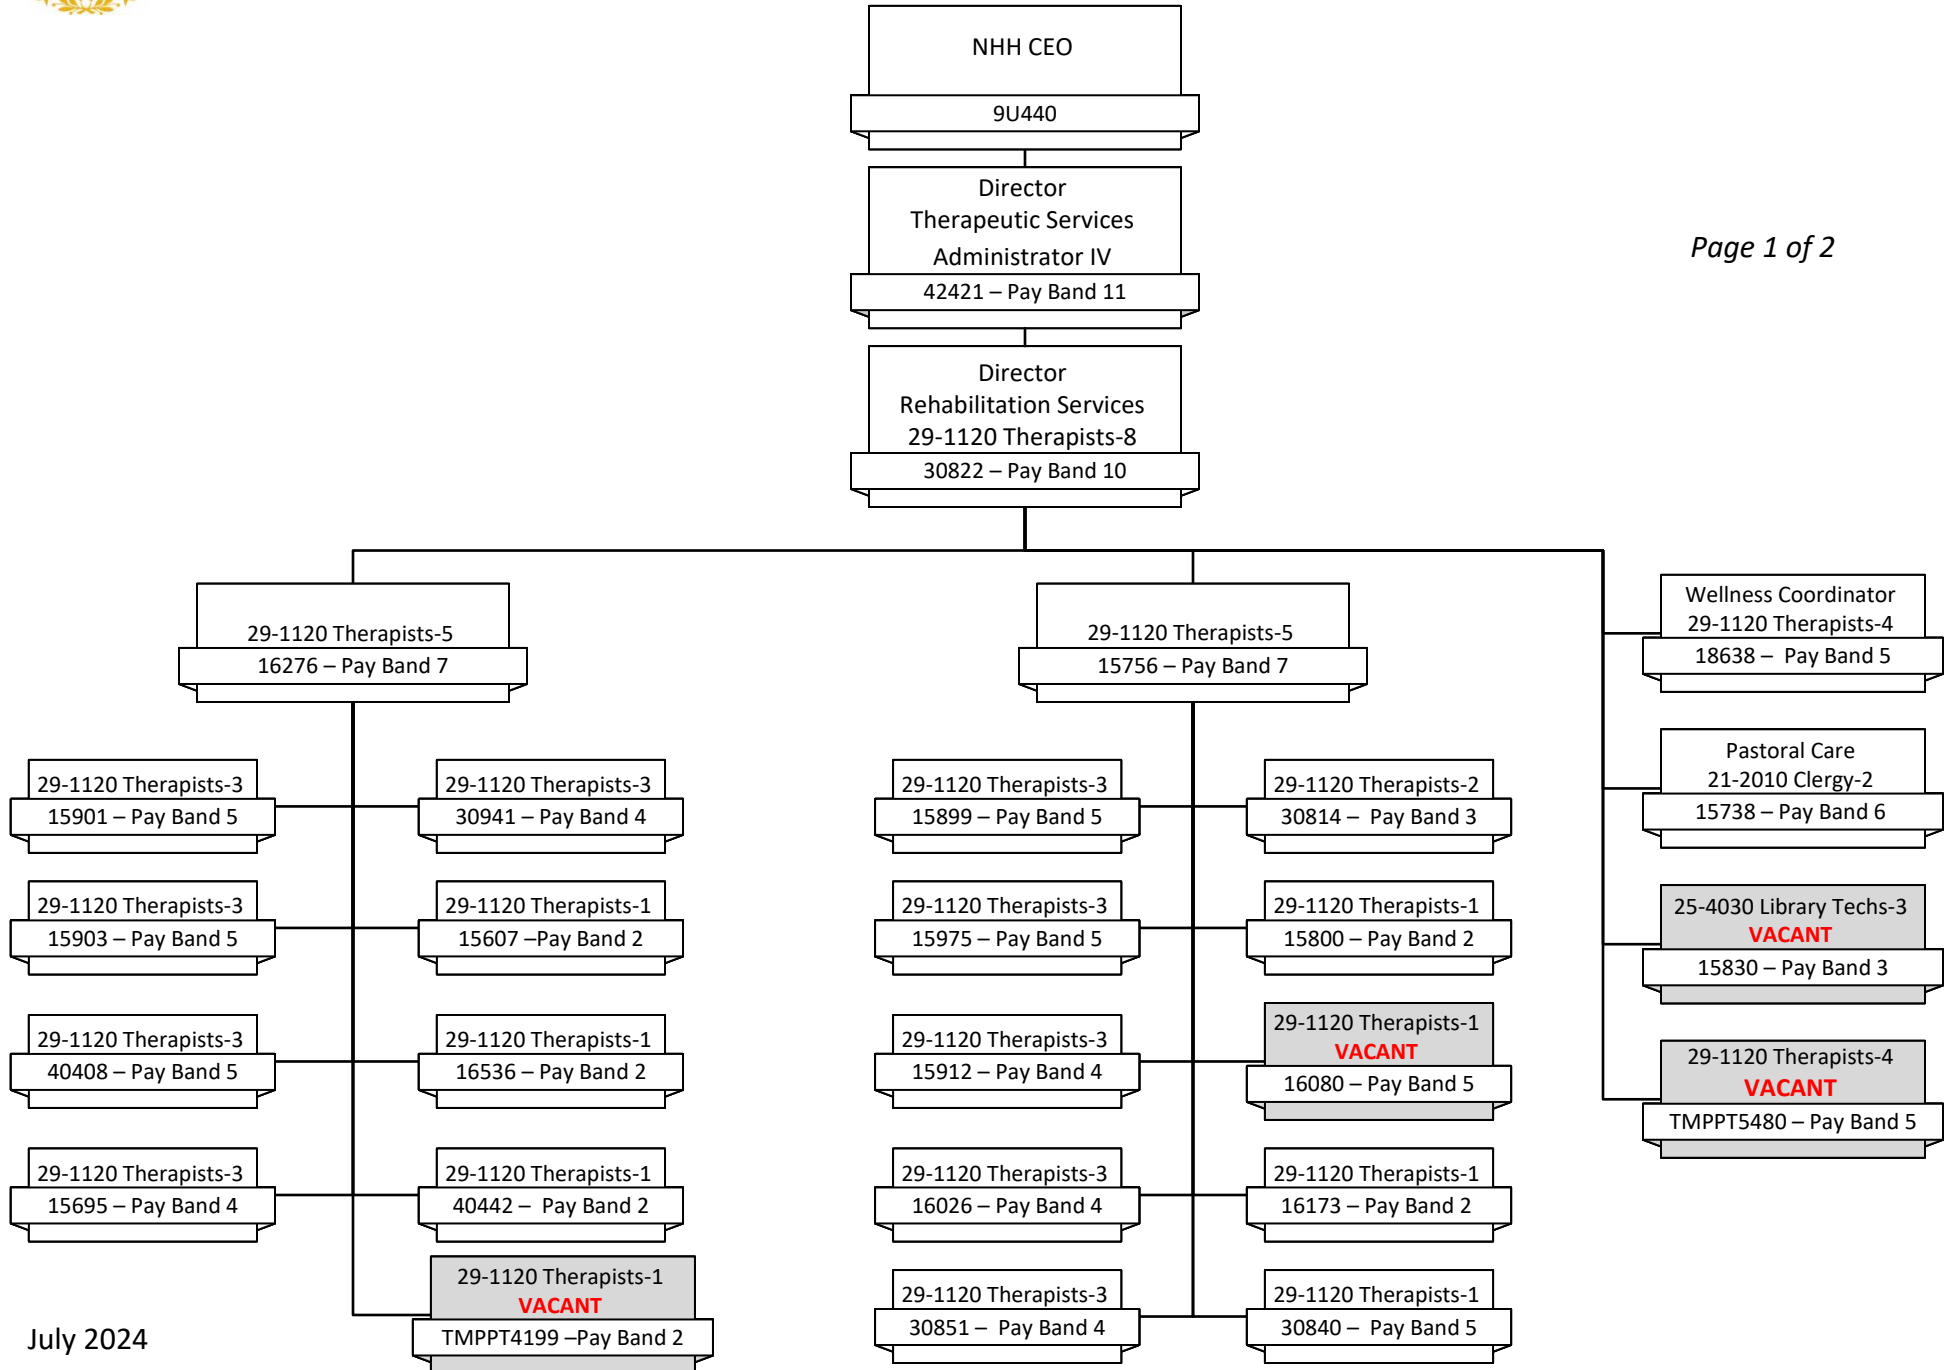 NHH CEO
9U440
Director
Therapeutic Services
Administrator IV
42421 – Pay Band 11
Page 1 of 2
Director
Rehabilitation Services
29-1120 Therapists-8
30822 – Pay Band 10
29-1120 Therapists-5
16276 – Pay Band 7
29-1120 Therapists-3
15901 – Pay Band 5
29-1120 Therapists-3
30941 – Pay Band 4
29-1120 Therapists-3
15903 – Pay Band 5
29-1120 Therapists-1
15607 –Pay Band 2
29-1120 Therapists-3
40408 – Pay Band 5
29-1120 Therapists-1
16536 – Pay Band 2
29-1120 Therapists-3
15695 – Pay Band 4
29-1120 Therapists-1
40442 – Pay Band 2
29-1120 Therapists-1
VACANT
TMPPT4199 –Pay Band 2
29-1120 Therapists-5
15756 – Pay Band 7
29-1120 Therapists-3
15899 – Pay Band 5
29-1120 Therapists-2
30814 – Pay Band 3
29-1120 Therapists-3
15975 – Pay Band 5
29-1120 Therapists-1
15800 – Pay Band 2
29-1120 Therapists-3
15912 – Pay Band 4
29-1120 Therapists-1
VACANT
16080 – Pay Band 5
29-1120 Therapists-3
16026 – Pay Band 4
29-1120 Therapists-1
16173 – Pay Band 2
29-1120 Therapists-3
30851 – Pay Band 4
29-1120 Therapists-1
30840 – Pay Band 5
Wellness Coordinator
29-1120 Therapists-4
18638 – Pay Band 5
Pastoral Care
21-2010 Clergy-2
15738 – Pay Band 6
25-4030 Library Techs-3
VACANT
15830 – Pay Band 3
29-1120 Therapists-4
VACANT
TMPPT5480 – Pay Band 5
July 2024